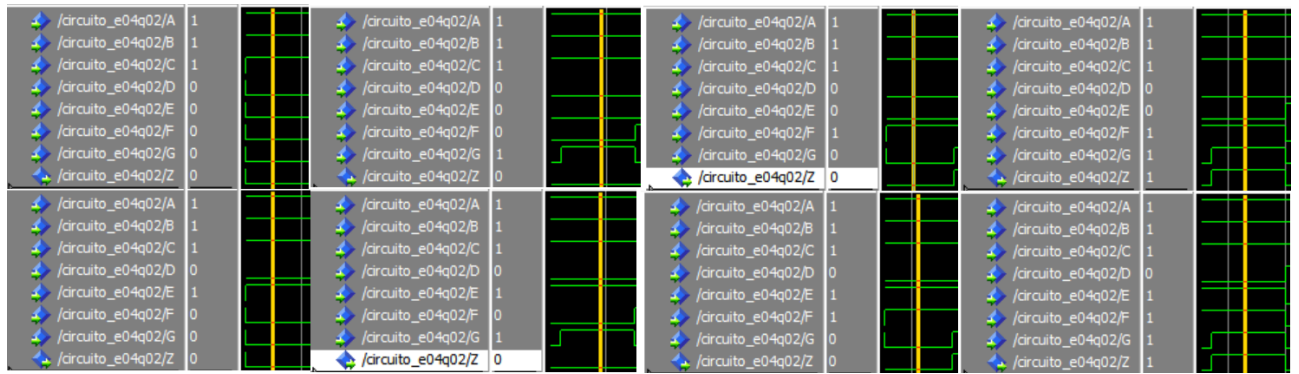 /circuito_e04q02/A 1
/circuito_e04q02/B 1
/circuito_e04q02/C 1
/circuito_e04q02/D 0
/circuito_e04q02/E 0
/circuito_e04q02/F 0
/circuito_e04q02/G 0
/circuito_e04q02/Z 0
/circuito_e04q02/A 1
/circuito_e04q02/B 1
/circuito_e04q02/C 1
/circuito_e04q02/D 0
/circuito_e04q02/E 0
/circuito_e04q02/F 0
/circuito_e04q02/G 1
/circuito_e04q02/Z 0
/circuito_e04q02/A 1
/circuito_e04q02/B 1
/circuito_e04q02/C 1
/circuito_e04q02/D 0
/circuito_e04q02/E 0
/circuito_e04q02/F 1
/circuito_e04q02/G 0
/circuito_e04q02/Z 0
/circuito_e04q02/A 1
/circuito_e04q02/B 1
/circuito_e04q02/C 1
/circuito_e04q02/D 0
/circuito_e04q02/E 0
/circuito_e04q02/F 1
/circuito_e04q02/G 1
/circuito_e04q02/Z 1
/circuito_e04q02/A 1
/circuito_e04q02/B 1
/circuito_e04q02/C 1
/circuito_e04q02/D 0
/circuito_e04q02/E 1
/circuito_e04q02/F 0
/circuito_e04q02/G 0
/circuito_e04q02/Z 0
/circuito_e04q02/A 1
/circuito_e04q02/B 1
/circuito_e04q02/C 1
/circuito_e04q02/D 0
/circuito_e04q02/E 1
/circuito_e04q02/F 0
/circuito_e04q02/G 1
/circuito_e04q02/Z 0
/circuito_e04q02/A 1
/circuito_e04q02/B 1
/circuito_e04q02/C 1
/circuito_e04q02/D 0
/circuito_e04q02/E 1
/circuito_e04q02/F 1
/circuito_e04q02/G 0
/circuito_e04q02/Z 0
/circuito_e04q02/A 1
/circuito_e04q02/B 1
/circuito_e04q02/C 1
/circuito_e04q02/D 0
/circuito_e04q02/E 1
/circuito_e04q02/F 1
/circuito_e04q02/G 1
/circuito_e04q02/Z 1